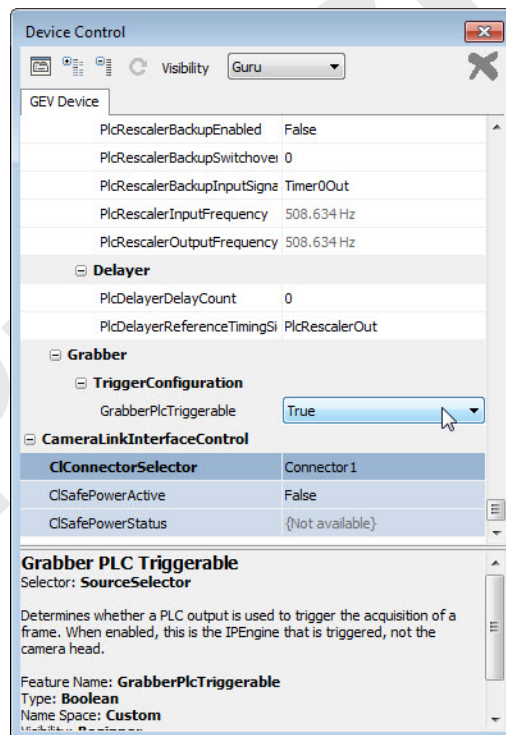 Device Control
Visibility Guru
GEV Device
PlcRescalerBackupEnabled False
PlcRescalerBackupSwitchover 0
PlcRescalerBackupInputSigna Timer0Out
PlcRescalerInputFrequency 508.634 Hz
PlcRescalerOutputFrequency 508.634 Hz
Delayer
PlcDelayerDelayCount 0
PlcDelayerReferenceTimingSi PlcRescalerOut
Grabber
TriggerConfiguration
GrabberPlcTriggerable True
CameraLinkInterfaceControl
ClConnectorSelector Connector1
ClSafePowerActive False
ClSafePowerStatus {Not available}
Grabber PLC Triggerable
Selector: SourceSelector
Determines whether a PLC output is used to trigger the acquisition of a
frame. When enabled, this is the IPEngine that is triggered, not the
camera head.
Feature Name: GrabberPlcTriggerable
Type: Boolean
Name Space: Custom